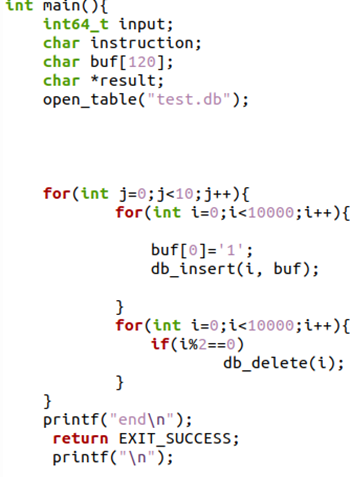 int main(){
int64_t input;
char instruction;
char buf[120];
char *result;
open_table("test.db");
for(int j=0;j<10;j++){
for(int i=0;i<10000;i++){
buf[0]='1';
db_insert(i, buf);
}
for(int i=0;i<10000;i++){
if(i%2==0)
db_delete(i);
}
}
printf("end\n");
return EXIT_SUCCESS;
printf("\n");